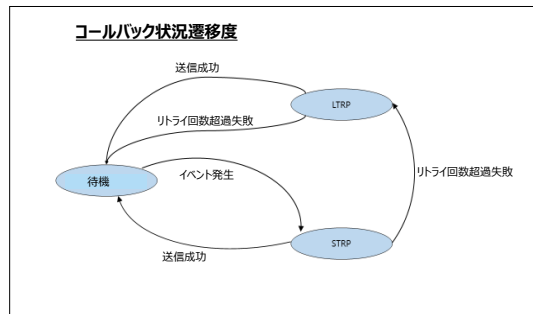 コールバック状況遷移度
送信成功
LTRP
リトライ回数超過失敗
イベント発生
リトライ回数超過失敗
待機
送信成功
STRP